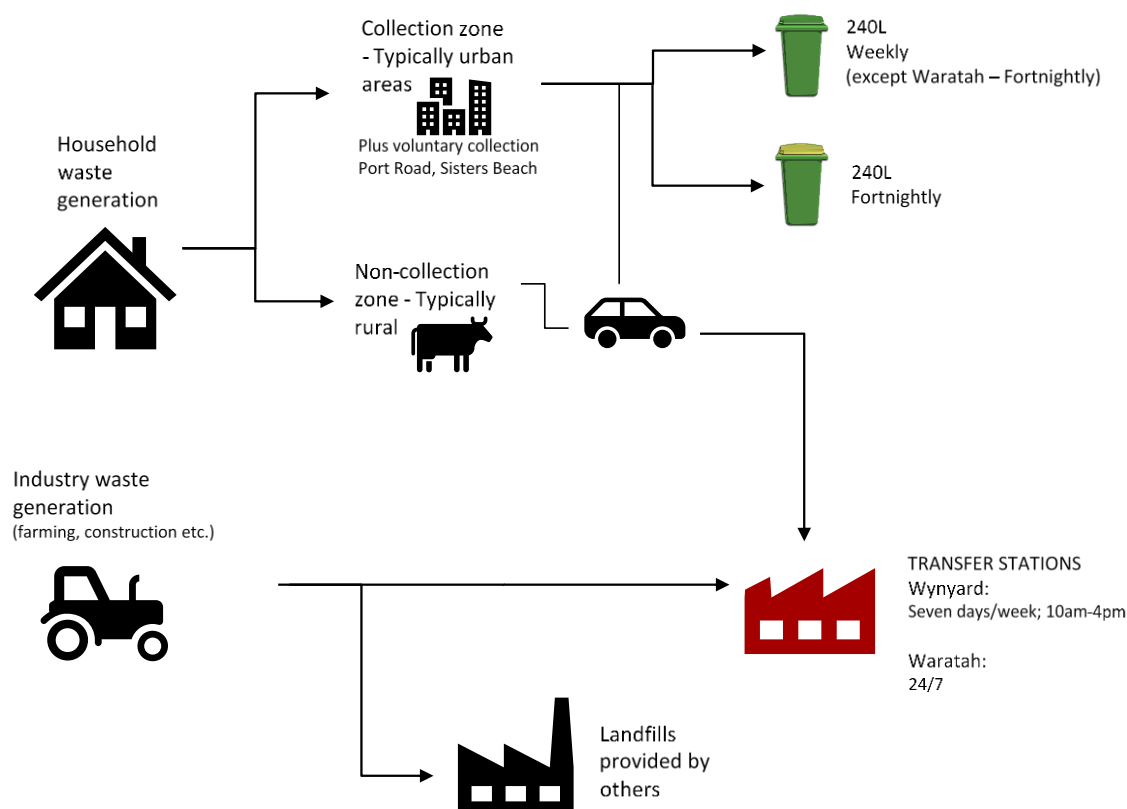 Collection zone
- Typically urban
areas
Plus voluntary collection
Port Road, Sisters Beach
240L
Weekly
(except Waratah – Fortnightly)
240L
Fortnightly
Household
waste
generation
Non-collection
zone - Typically
rural
Industry waste
generation
(farming, construction etc.)
TRANSFER STATIONS
Wynyard:
Seven days/week; 10am-4pm
Waratah:
24/7
Landfills
provided by
others